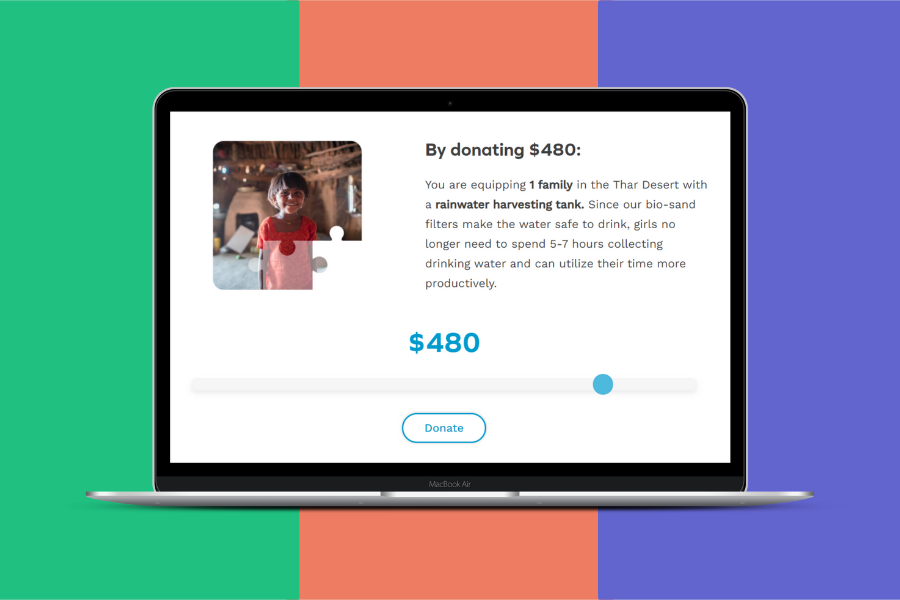 By donating $480:
You are equipping 1 family in the Thar Desert with
a rainwater harvesting tank. Since our bio-sand
filters make the water safe to drink, girls no
longer need to spend 5-7 hours collecting
drinking water and can utilize their time more
productively.
$480
Donate
MacBook Air